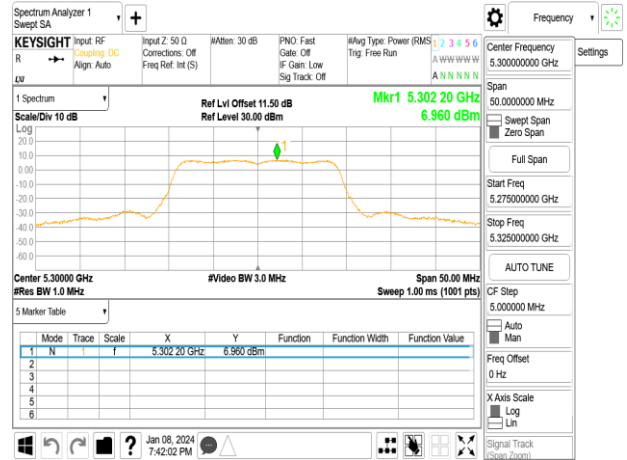 Spectrum Analyzer 1
Swept SA
Frequency
Settings
KEYSIGHT
R
LXI
Input: RF
Coupling: DC
Align: Auto
Input Z: 50 Ω
Corrections: Off
Freq Ref: Int (S)
#Atten: 30 dB
PNO: Fast
Gate: Off
IF Gain: Low
Sig Track: Off
#Avg Type: Power (RMS
Trig: Free Run
1 2 3 4 5 6
A W W W W W
A N N N N N
1 Spectrum
Scale/Div 10 dB
Ref Lvl Offset 11.50 dB
Ref Level 30.00 dBm
Mkr1 5.302 20 GHz
6.960 dBm
Log
20.0
10.0
0.00
-10.0
-20.0
-30.0
-40.0
-50.0
-60.0
1
Center 5.30000 GHz
#Res BW 1.0 MHz
#Video BW 3.0 MHz
Span 50.00 MHz
Sweep 1.00 ms (1001 pts)
5 Marker Table
Mode Trace Scale X Y Function Function Width Function Value
1 N 1 f 5.302 20 GHz 6.960 dBm
2
3
4
5
6
Jan 08, 2024
7:42:02 PM
?
Center Frequency
5.300000000 GHz
Span
50.0000000 MHz
Swept Span
Zero Span
Full Span
Start Freq
5.275000000 GHz
Stop Freq
5.325000000 GHz
AUTO TUNE
CF Step
5.000000 MHz
Auto
Man
Freq Offset
0 Hz
X Axis Scale
Log
Lin
Signal Track
(Span Zoom)